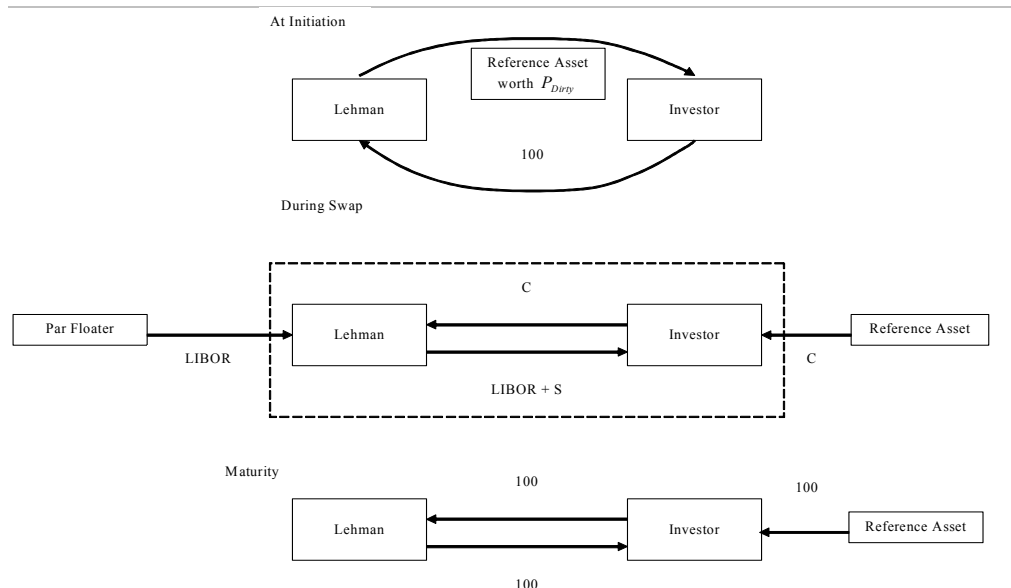 At Initiation
Reference Asset
worth P_Dirty
Lehman
Investor
100
During Swap
C
Par Floater
Lehman
Investor
Reference Asset
LIBOR
C
LIBOR + S
Maturity
100
100
Lehman
Investor
Reference Asset
100